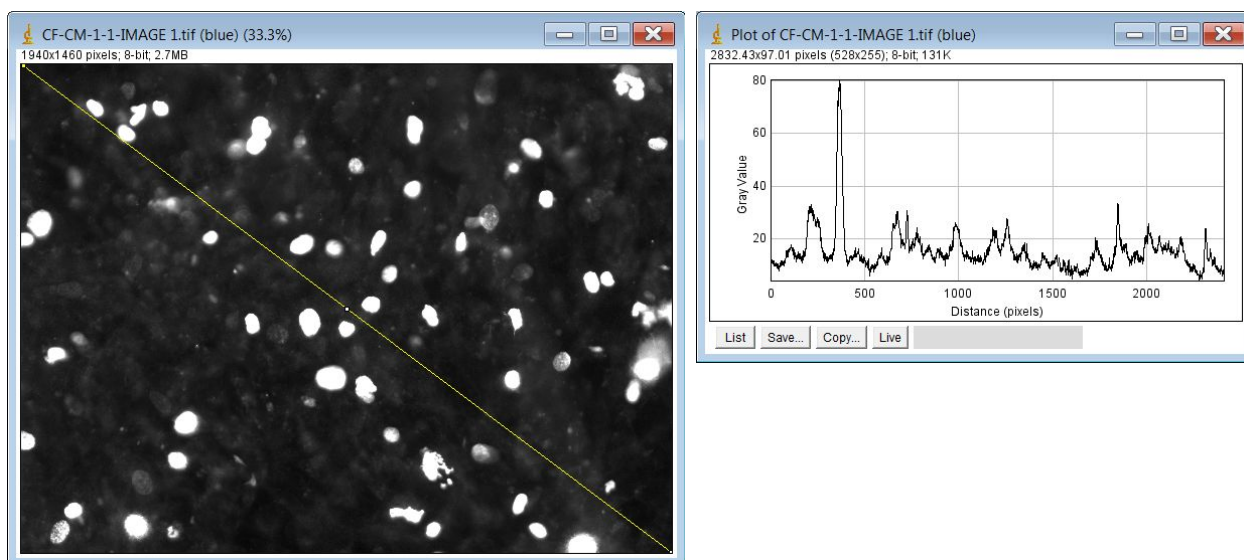 CF-CM-1-1-IMAGE 1.tif (blue) (33.3%)
1940x1460 pixels; 8-bit; 2.7MB
Plot of CF-CM-1-1-IMAGE 1.tif (blue)
2832.43x97.01 pixels (528x255); 8-bit; 131K
80
60
40
20
Gray Value
0 500 1000 1500 2000
Distance (pixels)
List Save... Copy... Live